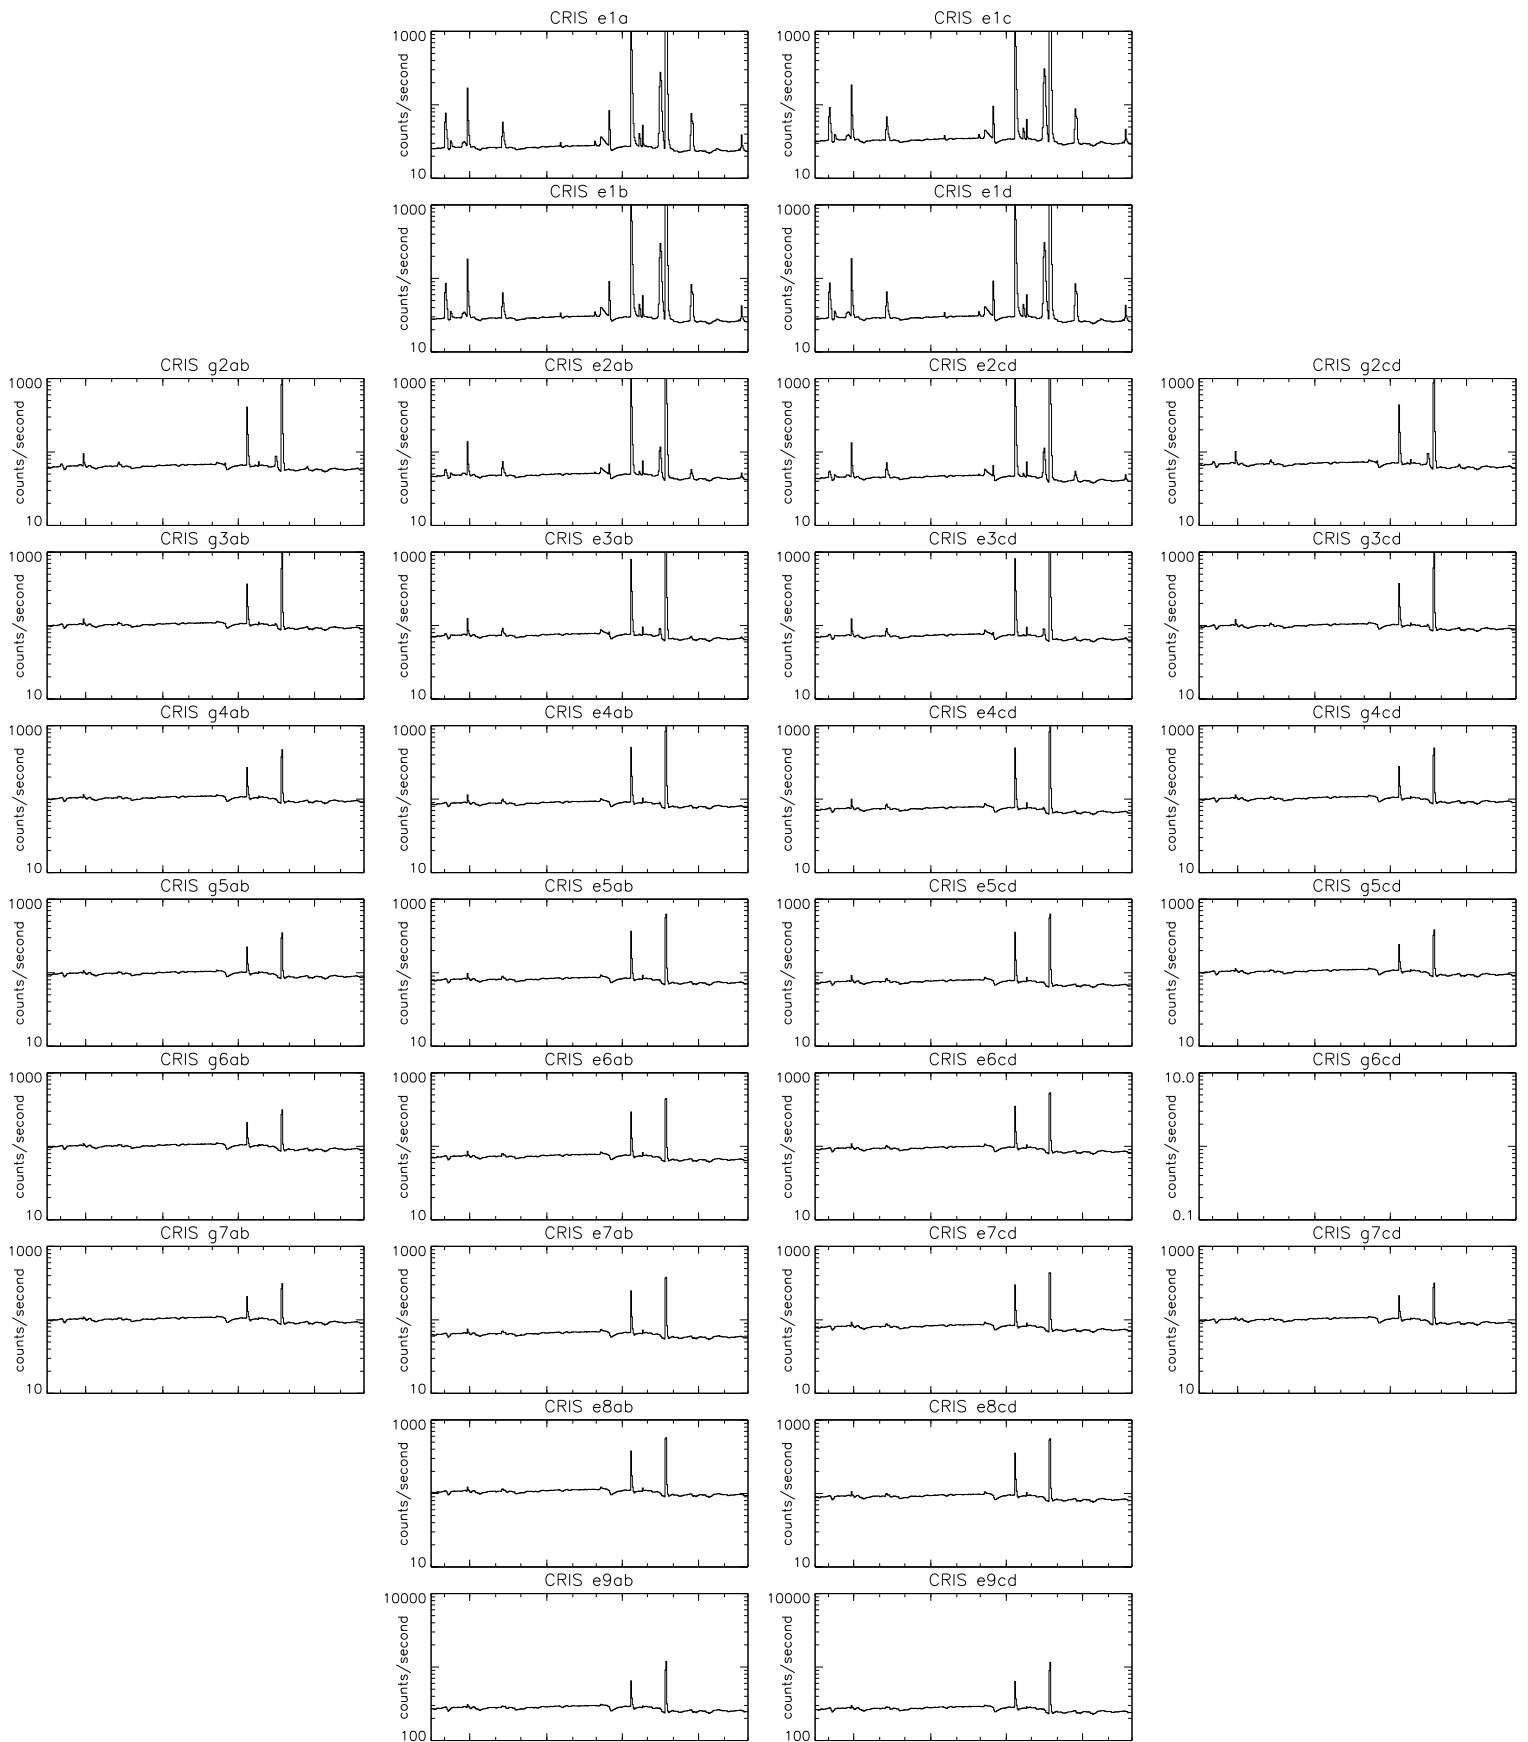 CRIS e1a
1000
counts/second
10
CRIS e1c
1000
counts/second
10
CRIS e1b
1000
counts/second
10
CRIS e1d
1000
counts/second
10
CRIS g2ab
1000
counts/second
10
CRIS e2ab
1000
counts/second
10
CRIS e2cd
1000
counts/second
10
CRIS g2cd
1000
counts/second
10
CRIS g3ab
1000
counts/second
10
CRIS e3ab
1000
counts/second
10
CRIS e3cd
1000
counts/second
10
CRIS g3cd
1000
counts/second
10
CRIS g4ab
1000
counts/second
10
CRIS e4ab
1000
counts/second
10
CRIS e4cd
1000
counts/second
10
CRIS g4cd
1000
counts/second
10
CRIS g5ab
1000
counts/second
10
CRIS e5ab
1000
counts/second
10
CRIS e5cd
1000
counts/second
10
CRIS g5cd
1000
counts/second
10
CRIS g6ab
1000
counts/second
10
CRIS e6ab
1000
counts/second
10
CRIS e6cd
1000
counts/second
10
CRIS g6cd
10.0
counts/second
0.1
CRIS g7ab
1000
counts/second
10
CRIS e7ab
1000
counts/second
10
CRIS e7cd
1000
counts/second
10
CRIS g7cd
1000
counts/second
10
CRIS e8ab
1000
counts/second
10
CRIS e8cd
1000
counts/second
10
CRIS e9ab
10000
counts/second
100
CRIS e9cd
10000
counts/second
100